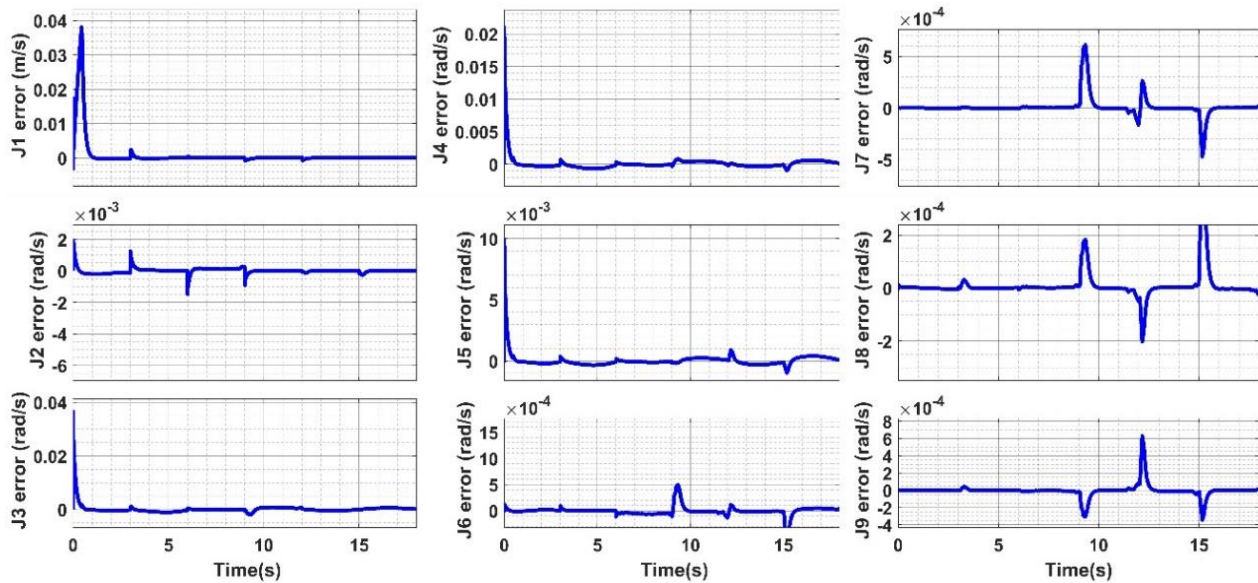 J1 error (m/s)
0.04
0.03
0.02
0.01
0
J4 error (rad/s)
0.02
0.015
0.01
0.005
0
×10⁻⁴
J7 error (rad/s)
5
0
-5
×10⁻³
J2 error (rad/s)
2
0
-2
-4
-6
×10⁻³
J5 error (rad/s)
10
5
0
×10⁻⁴
J8 error (rad/s)
2
0
-2
J3 error (rad/s)
0.04
0.02
0
0 5 10 15
Time(s)
×10⁻⁴
J6 error (rad/s)
15
10
5
0
0 5 10 15
Time(s)
×10⁻⁴
J9 error (rad/s)
8
6
4
2
0
-2
-4
0 5 10 15
Time(s)